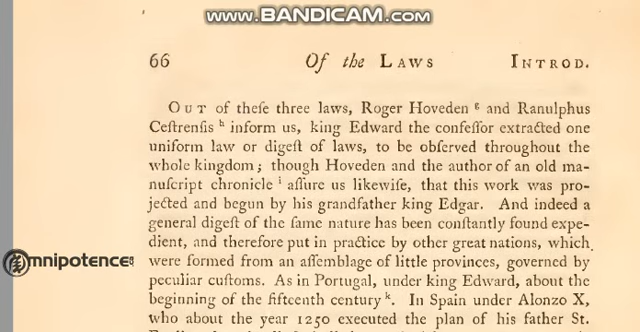 www.BANDICAM.com
66 Of the LAWS INTROD.
OUT of theſe three laws, Roger Hoveden g and Ranulphus
Ceſtrenſis h inform us, king Edward the confeſſor extracted one
uniform law or digeſt of laws, to be obſerved throughout the
whole kingdom; though Hoveden and the author of an old ma-
nuſcript chronicle i aſſure us likewiſe, that this work was pro-
jected and begun by his grandfather king Edgar. And indeed a
general digeſt of the ſame nature has been conſtantly found expe-
dient, and therefore put in practice by other great nations, which
were formed from an aſſemblage of little provinces, governed by
peculiar cuſtoms. As in Portugal, under king Edward, about the
beginning of the fifteenth century k. In Spain under Alonzo X,
who about the year 1250 executed the plan of his father St.
Omnipotence